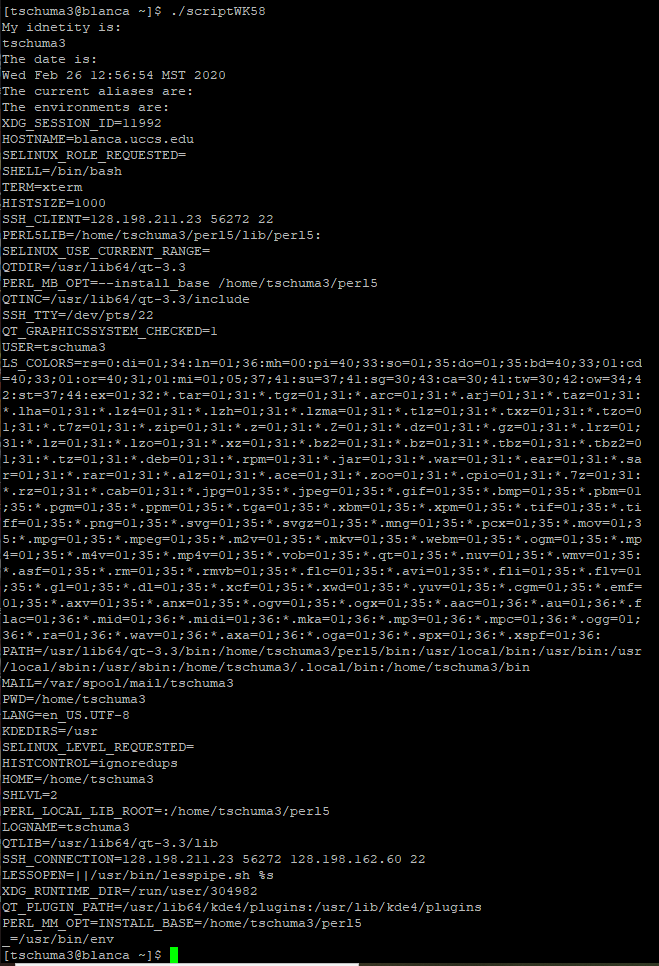 [tschuma3@blanca ~]$ ./scriptWK58
My idnetity is:
tschuma3
The date is:
Wed Feb 26 12:56:54 MST 2020
The current aliases are:
The environments are:
XDG_SESSION_ID=11992
HOSTNAME=blanca.uccs.edu
SELINUX_ROLE_REQUESTED=
SHELL=/bin/bash
TERM=xterm
HISTSIZE=1000
SSH_CLIENT=128.198.211.23 56272 22
PERL5LIB=/home/tschuma3/perl5/lib/perl5:
SELINUX_USE_CURRENT_RANGE=
QTDIR=/usr/lib64/qt-3.3
PERL_MB_OPT=--install_base /home/tschuma3/perl5
QTINC=/usr/lib64/qt-3.3/include
SSH_TTY=/dev/pts/22
QT_GRAPHICSSYSTEM_CHECKED=1
USER=tschuma3
LS_COLORS=rs=0:di=01;34:ln=01;36:mh=00:pi=40;33:so=01;35:do=01;35:bd=40;33;01:cd
=40;33;01:or=40;31;01:mi=01;05;37;41:su=37;41:sg=30;43:ca=30;41:tw=30;42:ow=34;4
2:st=37;44:ex=01;32:*.tar=01;31:*.tgz=01;31:*.arc=01;31:*.arj=01;31:*.taz=01;31:
*.lha=01;31:*.lz4=01;31:*.lzh=01;31:*.lzma=01;31:*.tlz=01;31:*.txz=01;31:*.tzo=0
1;31:*.t7z=01;31:*.zip=01;31:*.z=01;31:*.Z=01;31:*.dz=01;31:*.gz=01;31:*.lrz=01;
31:*.lz=01;31:*.lzo=01;31:*.xz=01;31:*.bz2=01;31:*.bz=01;31:*.tbz=01;31:*.tbz2=0
1;31:*.tz=01;31:*.deb=01;31:*.rpm=01;31:*.jar=01;31:*.war=01;31:*.ear=01;31:*.sa
r=01;31:*.rar=01;31:*.alz=01;31:*.ace=01;31:*.zoo=01;31:*.cpio=01;31:*.7z=01;31:
*.rz=01;31:*.cab=01;31:*.jpg=01;35:*.jpeg=01;35:*.gif=01;35:*.bmp=01;35:*.pbm=01
;35:*.pgm=01;35:*.ppm=01;35:*.tga=01;35:*.xbm=01;35:*.xpm=01;35:*.tif=01;35:*.ti
ff=01;35:*.png=01;35:*.svg=01;35:*.svgz=01;35:*.mng=01;35:*.pcx=01;35:*.mov=01;3
5:*.mpg=01;35:*.mpeg=01;35:*.m2v=01;35:*.mkv=01;35:*.webm=01;35:*.ogm=01;35:*.mp
4=01;35:*.m4v=01;35:*.mp4v=01;35:*.vob=01;35:*.qt=01;35:*.nuv=01;35:*.wmv=01;35:
*.asf=01;35:*.rm=01;35:*.rmvb=01;35:*.flc=01;35:*.avi=01;35:*.fli=01;35:*.flv=01
;35:*.gl=01;35:*.dl=01;35:*.xcf=01;35:*.xwd=01;35:*.yuv=01;35:*.cgm=01;35:*.emf=
01;35:*.axv=01;35:*.anx=01;35:*.ogv=01;35:*.ogx=01;35:*.aac=01;36:*.au=01;36:*.f
lac=01;36:*.mid=01;36:*.midi=01;36:*.mka=01;36:*.mp3=01;36:*.mpc=01;36:*.ogg=01;
36:*.ra=01;36:*.wav=01;36:*.axa=01;36:*.oga=01;36:*.spx=01;36:*.xspf=01;36:
PATH=/usr/lib64/qt-3.3/bin:/home/tschuma3/perl5/bin:/usr/local/bin:/usr/bin:/usr
/local/sbin:/usr/sbin:/home/tschuma3/.local/bin:/home/tschuma3/bin
MAIL=/var/spool/mail/tschuma3
PWD=/home/tschuma3
LANG=en_US.UTF-8
KDEDIRS=/usr
SELINUX_LEVEL_REQUESTED=
HISTCONTROL=ignoredups
HOME=/home/tschuma3
SHLVL=2
PERL_LOCAL_LIB_ROOT=:/home/tschuma3/perl5
LOGNAME=tschuma3
QTLIB=/usr/lib64/qt-3.3/lib
SSH_CONNECTION=128.198.211.23 56272 128.198.162.60 22
LESSOPEN=||/usr/bin/lesspipe.sh %s
XDG_RUNTIME_DIR=/run/user/304982
QT_PLUGIN_PATH=/usr/lib64/kde4/plugins:/usr/lib/kde4/plugins
PERL_MM_OPT=INSTALL_BASE=/home/tschuma3/perl5
_=/usr/bin/env
[tschuma3@blanca ~]$